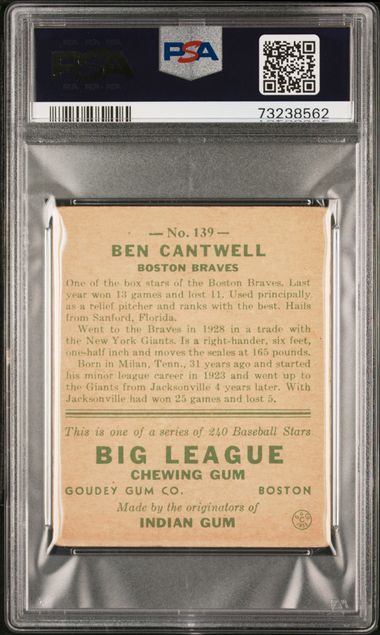 PSA
PSA
73238562
— No. 139 —
BEN CANTWELL
BOSTON BRAVES
One of the box stars of the Boston Braves. Last
year won 13 games and lost 11. Used principally
as a relief pitcher and ranks with the best. Hails
from Sanford, Florida.
Went to the Braves in 1928 in a trade with
the New York Giants. Is a right-hander, six feet,
one-half inch and moves the scales at 165 pounds.
Born in Milan, Tenn., 31 years ago and started
his minor league career in 1923 and went up to
the Giants from Jacksonville 4 years later. With
Jacksonville had won 25 games and lost 5.
This is one of a series of 240 Baseball Stars
BIG LEAGUE
CHEWING GUM
GOUDEY GUM CO. BOSTON
Made by the originators of
INDIAN GUM